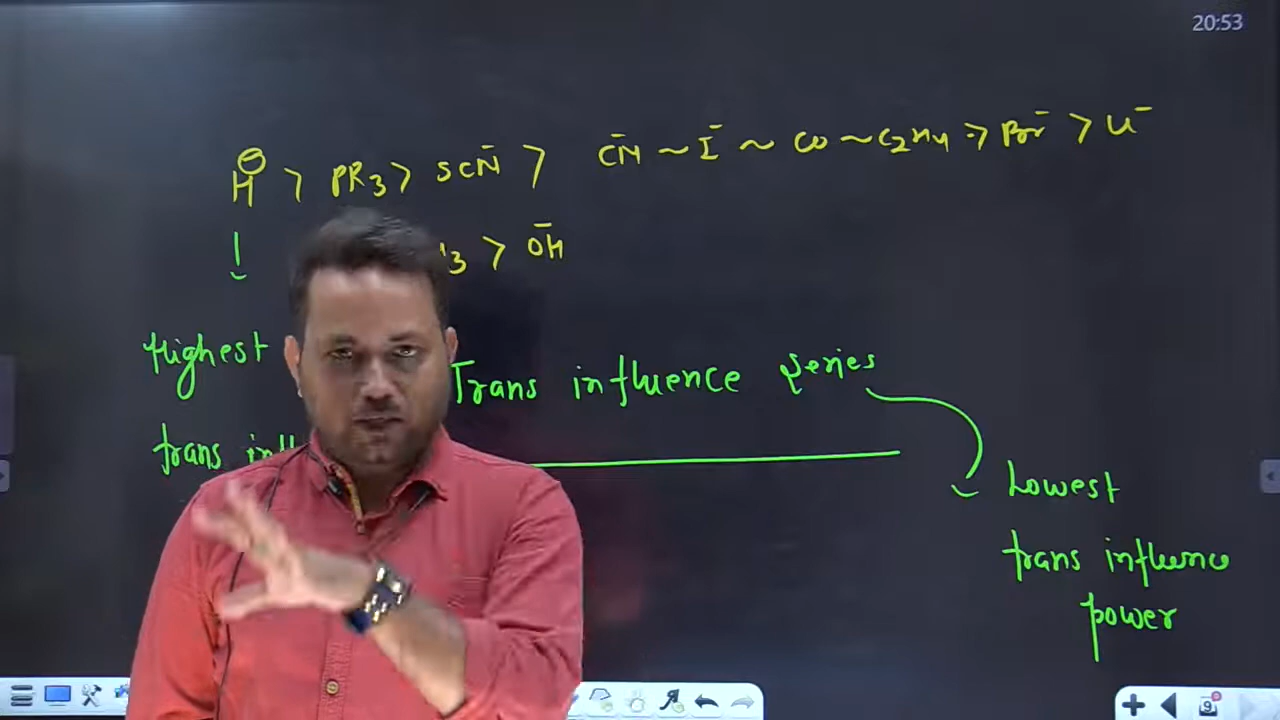 20:53
H⊖ > PR3 > SCN⁻ > CN⁻ ~ I⁻ ~ CO ~ C2H4 > Br⁻ > Cl⁻
3 > OH⁻
Highest
Trans influence series
trans
Lowest
trans influence
power
9